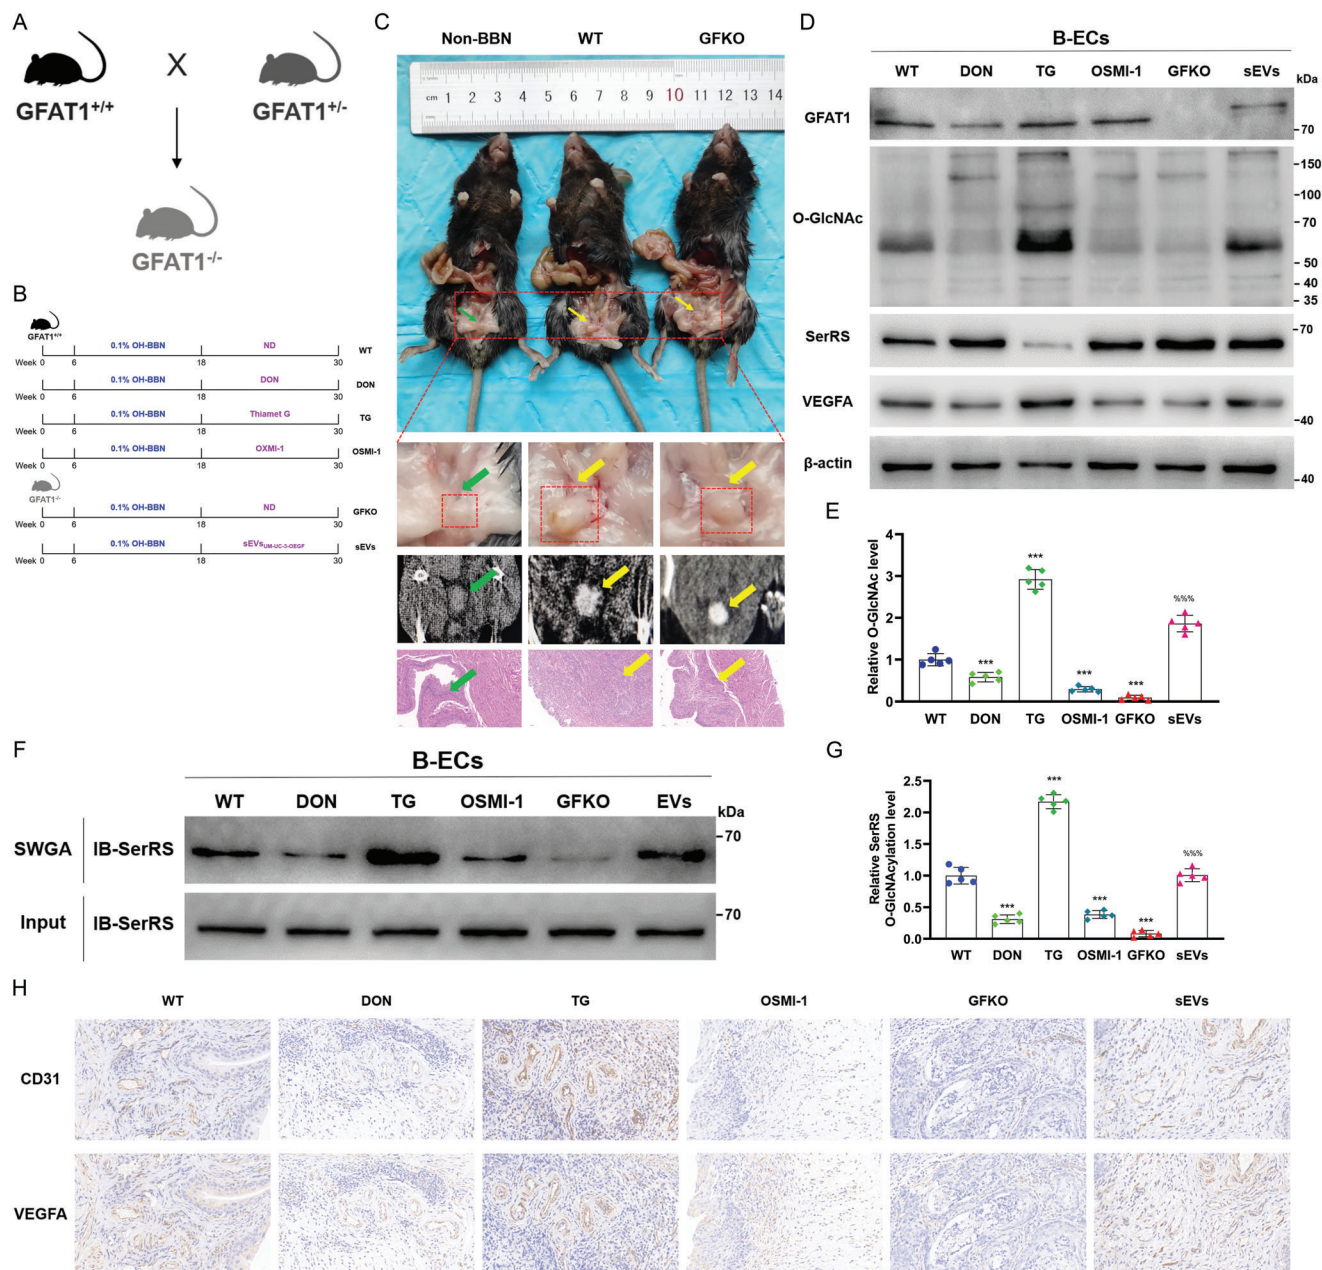 A
GFAT1+/+
X
GFAT1+/-
GFAT1-/-
B
GFAT1+/+
0.1% OH-BBN ND WT
Week 0 6 18 30
0.1% OH-BBN DON DON
Week 0 6 18 30
0.1% OH-BBN Thiamet G TG
Week 0 6 18 30
0.1% OH-BBN OXMI-1 OSMI-1
Week 0 6 18 30
GFAT1-/-
0.1% OH-BBN ND GFKO
Week 0 6 18 30
0.1% OH-BBN sEVsUM-UC-3-OEGF sEVs
Week 0 6 18 30
C
Non-BBN WT GFKO
cm 1 2 3 4 5 6 7 8 9 10 11 12 13 14
D
B-ECs
WT DON TG OSMI-1 GFKO sEVs
kDa
GFAT1
70
O-GlcNAc
150
100
70
50
40
35
SerRS
70
VEGFA
40
β-actin
40
E
Relative O-GlcNAc level
4
3
2
1
0
*** *** *** *** %%%
WT DON TG OSMI-1 GFKO sEVs
F
B-ECs
WT DON TG OSMI-1 GFKO EVs
kDa
SWGA IB-SerRS
70
Input IB-SerRS
70
G
Relative SerRS
O-GlcNAcylation level
2.5
2.0
1.5
1.0
0.5
0.0
*** *** *** *** %%%
WT DON TG OSMI-1 GFKO sEVs
H
WT DON TG OSMI-1 GFKO sEVs
CD31
VEGFA